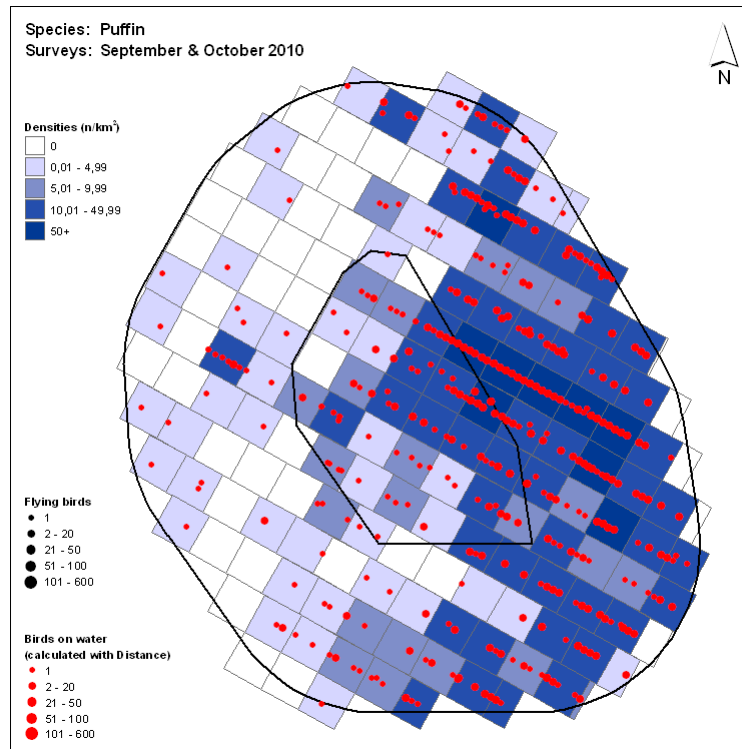 Species: Puffin
Surveys: September & October 2010
N
Densities (n/km²)
0
0,01 - 4,99
5,01 - 9,99
10,01 - 49,99
50+
Flying birds
1
2 - 20
21 - 50
51 - 100
101 - 600
Birds on water
(calculated with Distance)
1
2 - 20
21 - 50
51 - 100
101 - 600